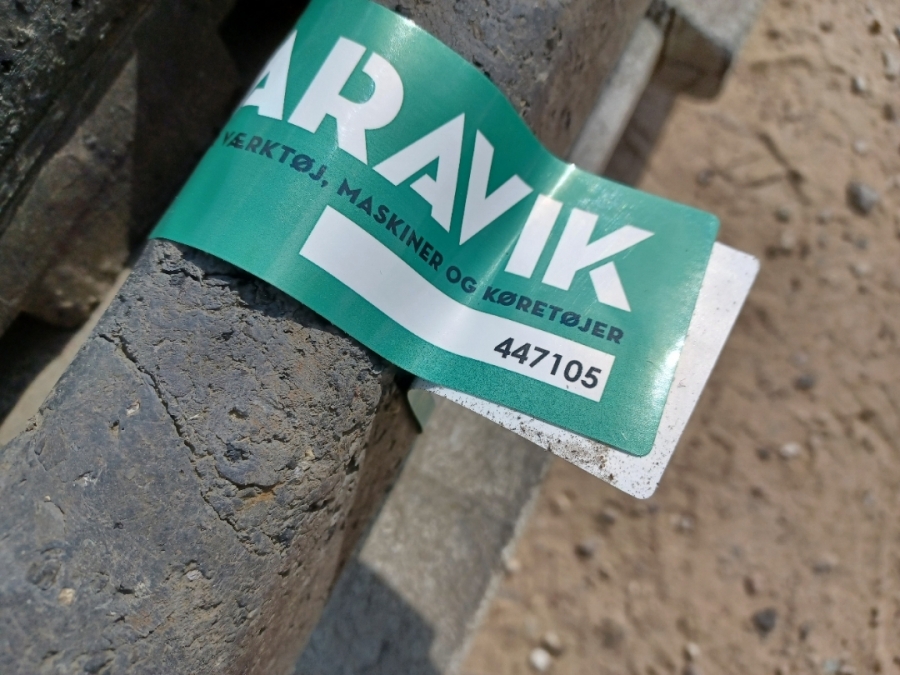 ARAVIK
VÆRKTØJ, MASKINER OG KØRETØJER
447105